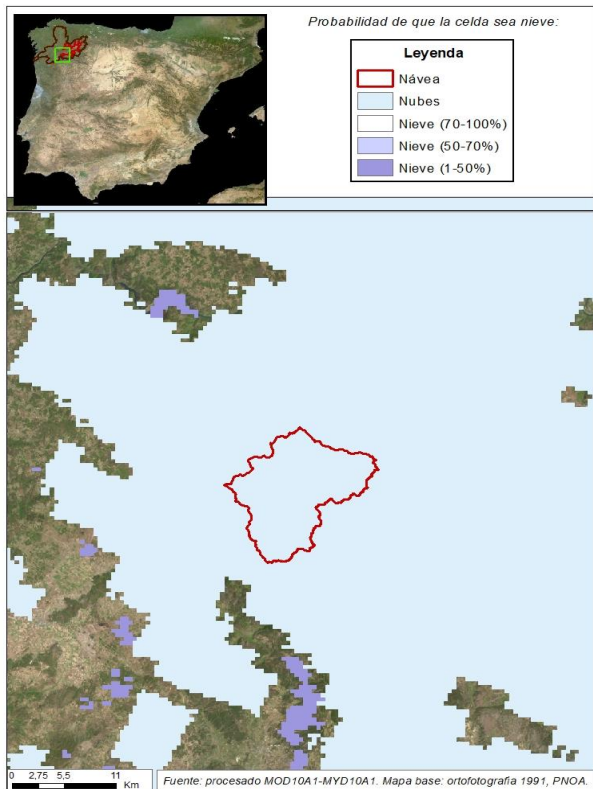 Probabilidad de que la celda sea nieve:
Leyenda
Návea
Nubes
Nieve (70-100%)
Nieve (50-70%)
Nieve (1-50%)
0 2,75 5,5 11
Km
Fuente: procesado MOD10A1-MYD10A1. Mapa base: ortofotografia 1991, PNOA.